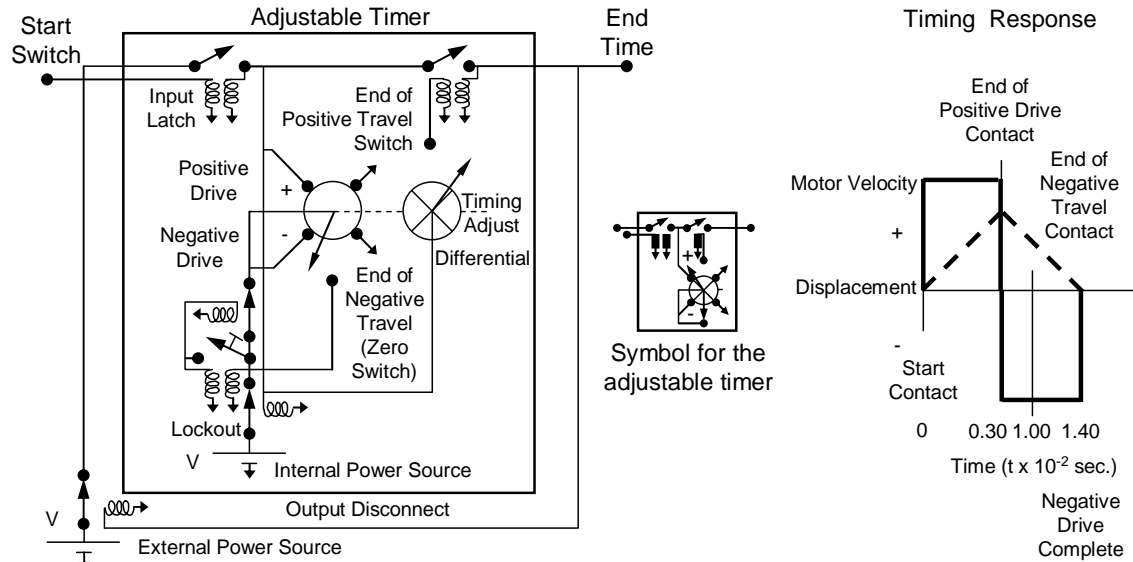 Adjustable Timer
Start
Switch
End
Time
Input
Latch
End of
Positive Travel
Switch
Positive
Drive
+
-
Negative
Drive
Timing
Adjust
Differential
End of
Negative
Travel
(Zero
Switch)
Lockout
V
Internal Power Source
Output Disconnect
V
External Power Source
+
-
Symbol for the
adjustable timer
Timing Response
End of
Positive Drive
Contact
Motor Velocity
End of
Negative
Travel
Contact
+
Displacement
-
Start
Contact
0
0.30
1.00
1.40
Time (t x 10-2 sec.)
Negative
Drive
Complete